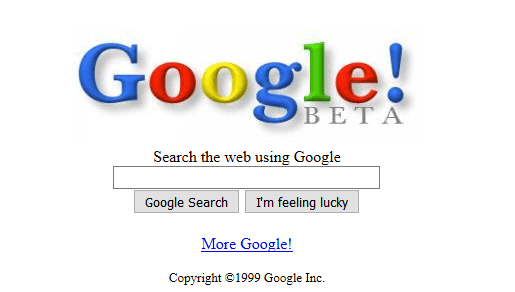 Google!
BETA
Search the web using Google
Google Search I'm feeling lucky
More Google!
Copyright ©1999 Google Inc.